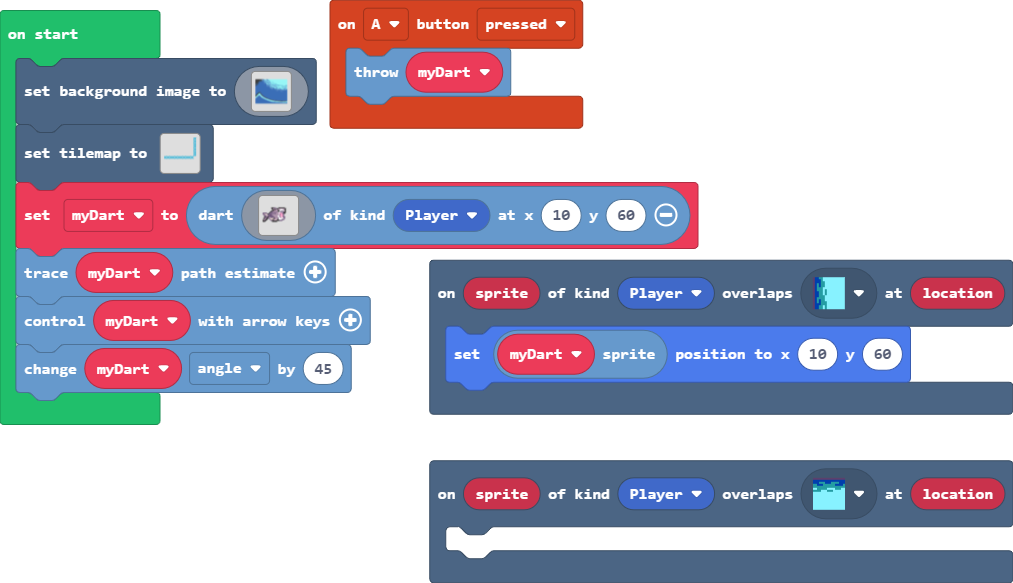 on start
set background image to
set tilemap to
set myDart to dart of kind Player at x 10 y 60
trace myDart path estimate
control myDart with arrow keys
change myDart angle by 45
on A button pressed
throw myDart
on sprite of kind Player overlaps at location
set myDart sprite position to x 10 y 60
on sprite of kind Player overlaps at location